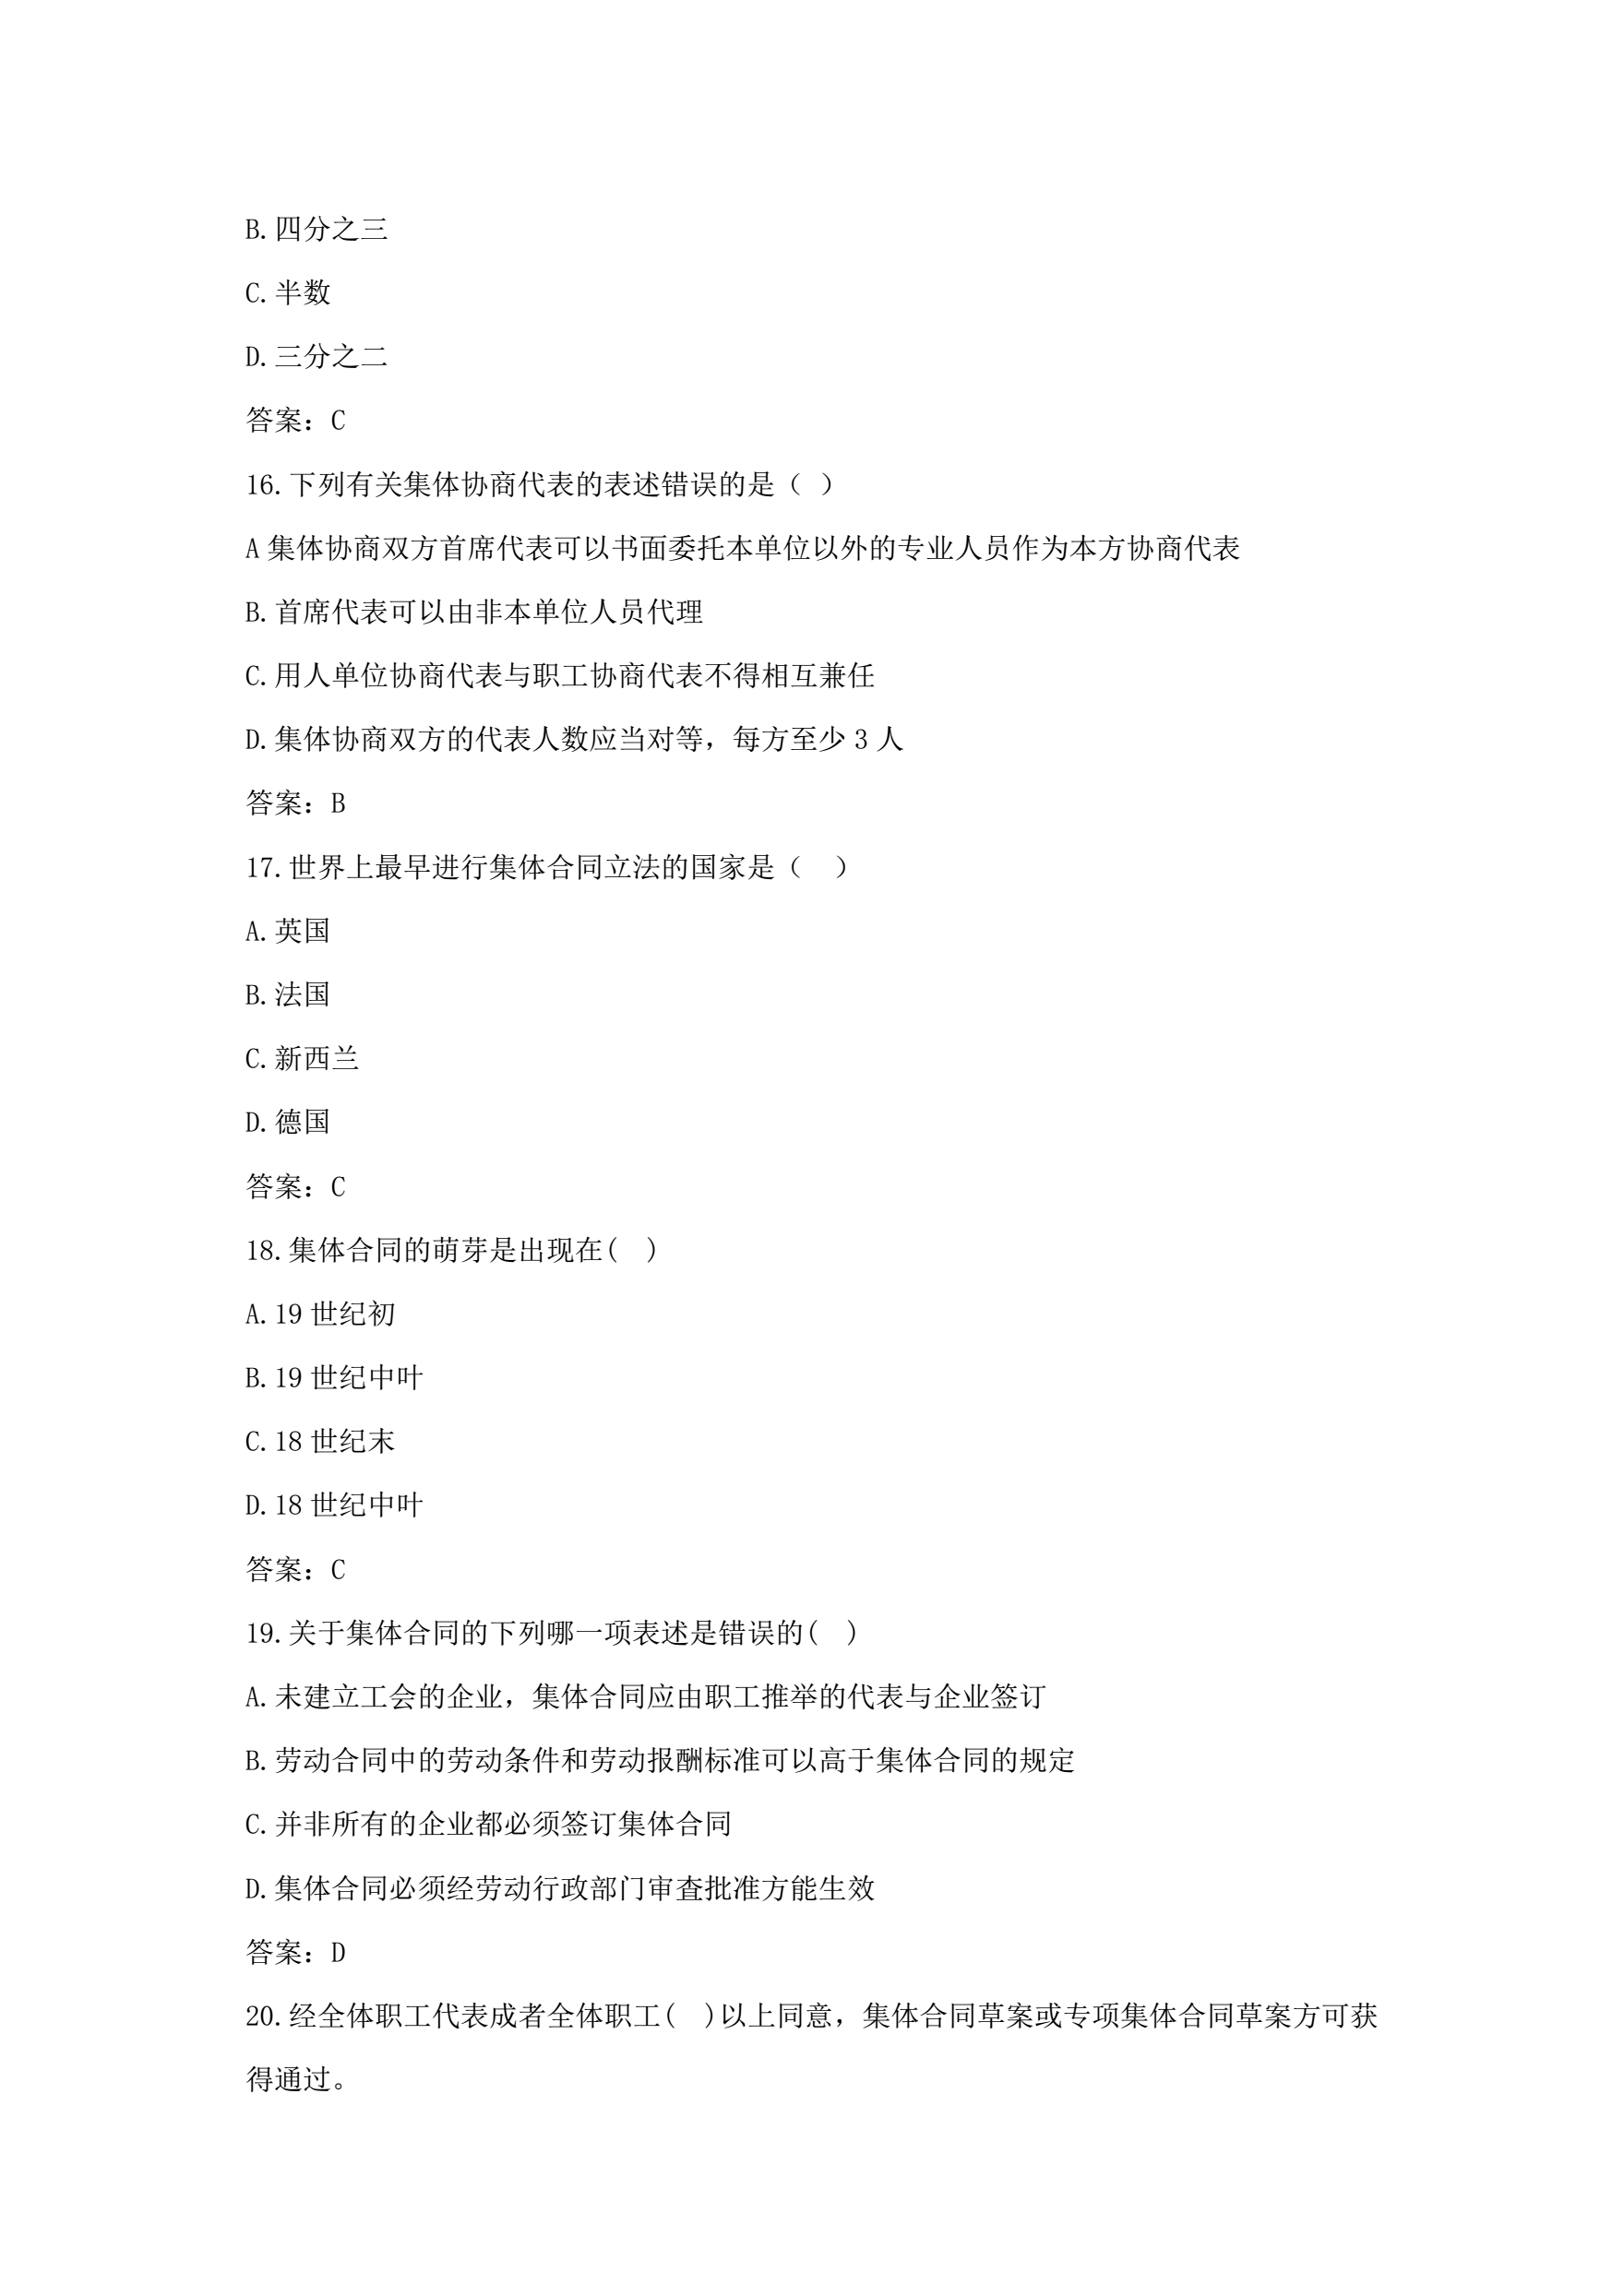 B.四分之三
C.半数
D.三分之二
答案：C
16.下列有关集体协商代表的表述错误的是（ ）
A 集体协商双方首席代表可以书面委托本单位以外的专业人员作为本方协商代表
B.首席代表可以由非本单位人员代理
C.用人单位协商代表与职工协商代表不得相互兼任
D.集体协商双方的代表人数应当对等，每方至少 3 人
答案：B
17.世界上最早进行集体合同立法的国家是（  ）
A.英国
B.法国
C.新西兰
D.德国
答案：C
18.集体合同的萌芽是出现在(  )
A.19 世纪初
B.19 世纪中叶
C.18 世纪末
D.18 世纪中叶
答案：C
19.关于集体合同的下列哪一项表述是错误的(  )
A.未建立工会的企业，集体合同应由职工推举的代表与企业签订
B.劳动合同中的劳动条件和劳动报酬标准可以高于集体合同的规定
C.并非所有的企业都必须签订集体合同
D.集体合同必须经劳动行政部门审查批准方能生效
答案：D
20.经全体职工代表成者全体职工(  )以上同意，集体合同草案或专项集体合同草案方可获
得通过。